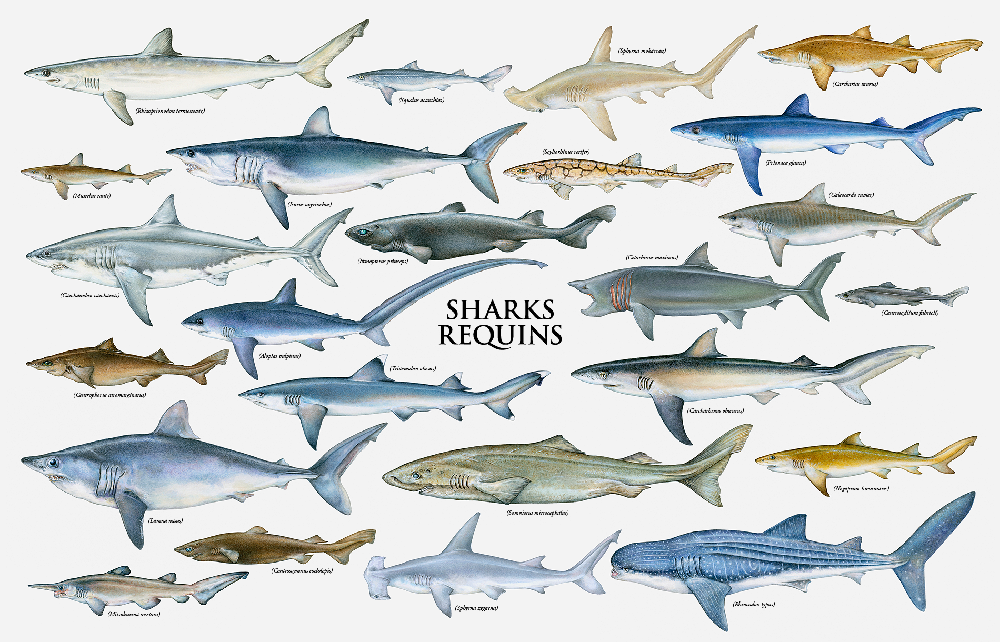 (Sphyrna mokarran)
(Carcharias taurus)
(Squalus acanthias)
(Rhizoprionodon terraenovae)
(Scyliorhinus retifer)
(Prionace glauca)
(Mustelus canis)
(Isurus oxyrinchus)
(Galeocerdo cuvier)
(Etmopterus princeps)
(Cetorhinus maximus)
(Carcharodon carcharias)
SHARKS
REQUINS
(Centroscyllium fabricii)
(Alopias vulpinus)
(Triaenodon obesus)
(Centrophorus atromarginatus)
(Carcharhinus obscurus)
(Negaprion brevirostris)
(Somniosus microcephalus)
(Lamna nasus)
(Centroscymnus coelolepis)
(Rhincodon typus)
(Sphyrna zygaena)
(Mitsukurina owstoni)